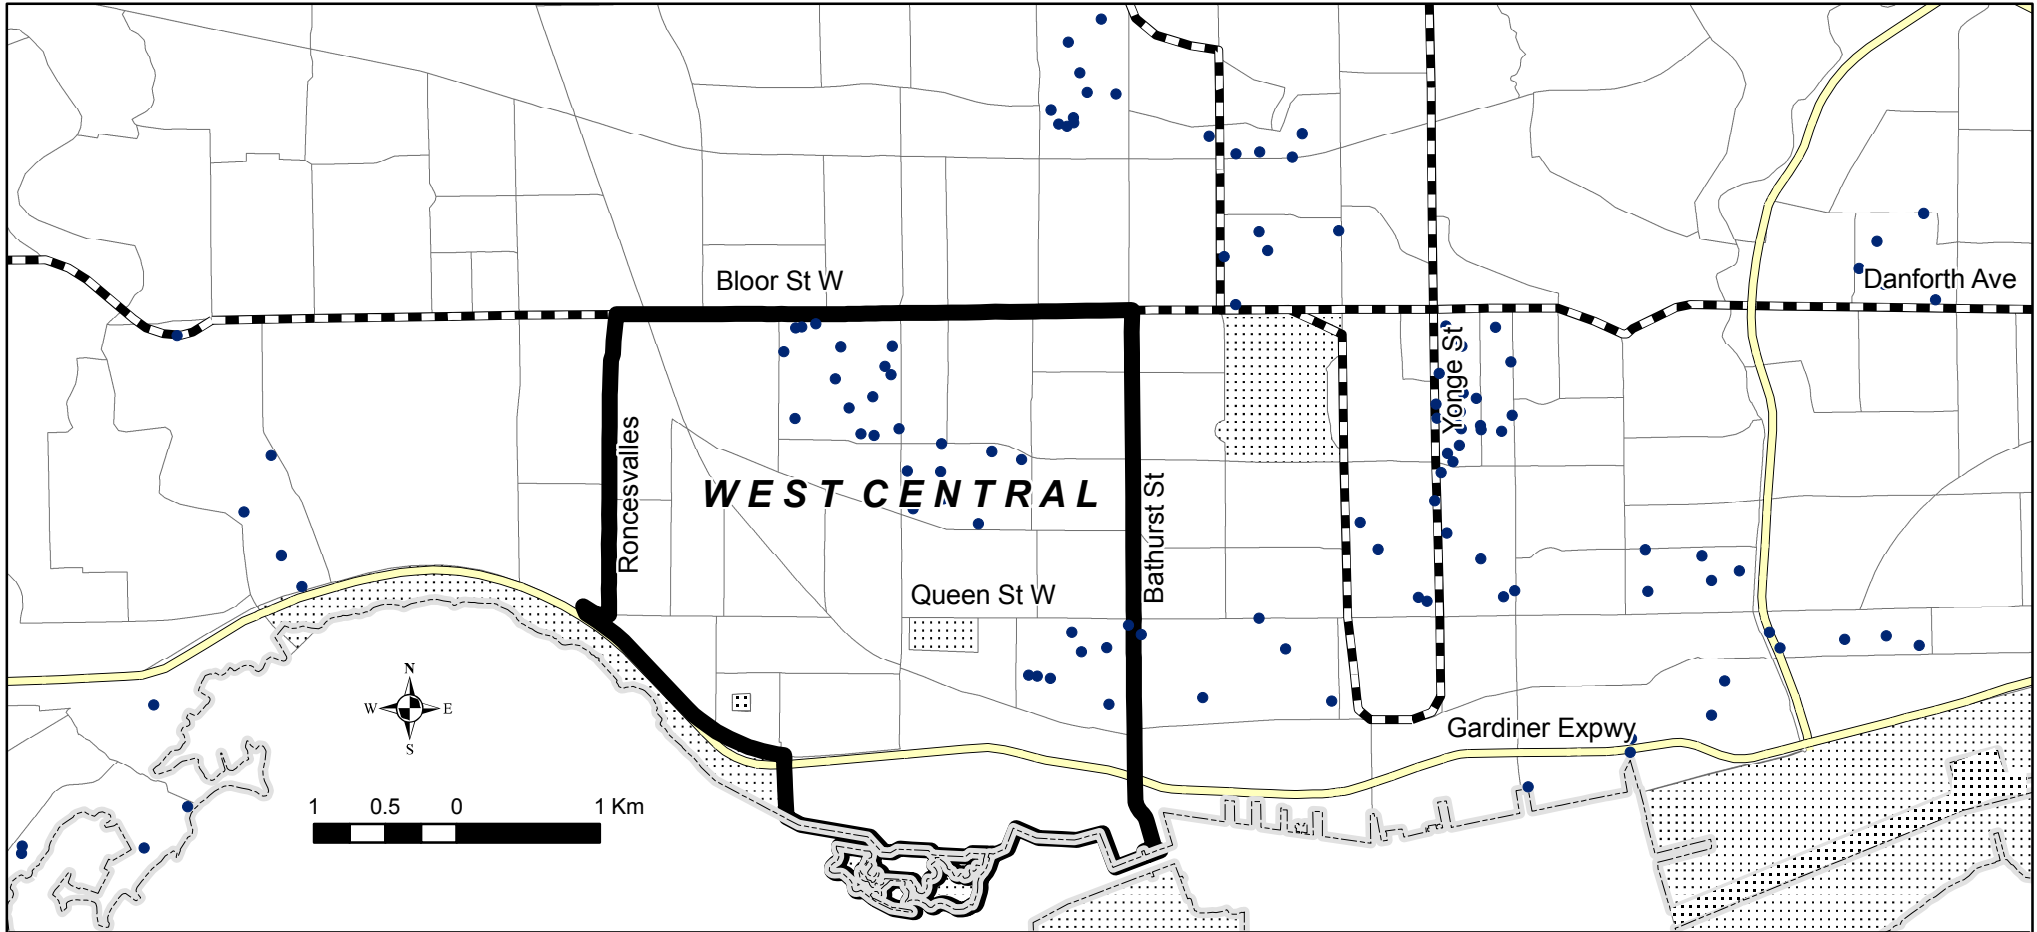 Bloor St W
Danforth Ave
Yonge St
Roncesvalles
WEST CENTRAL
Bathurst St
Queen St W
N
W E
S
Gardiner Expwy
1 0.5 0 1 Km